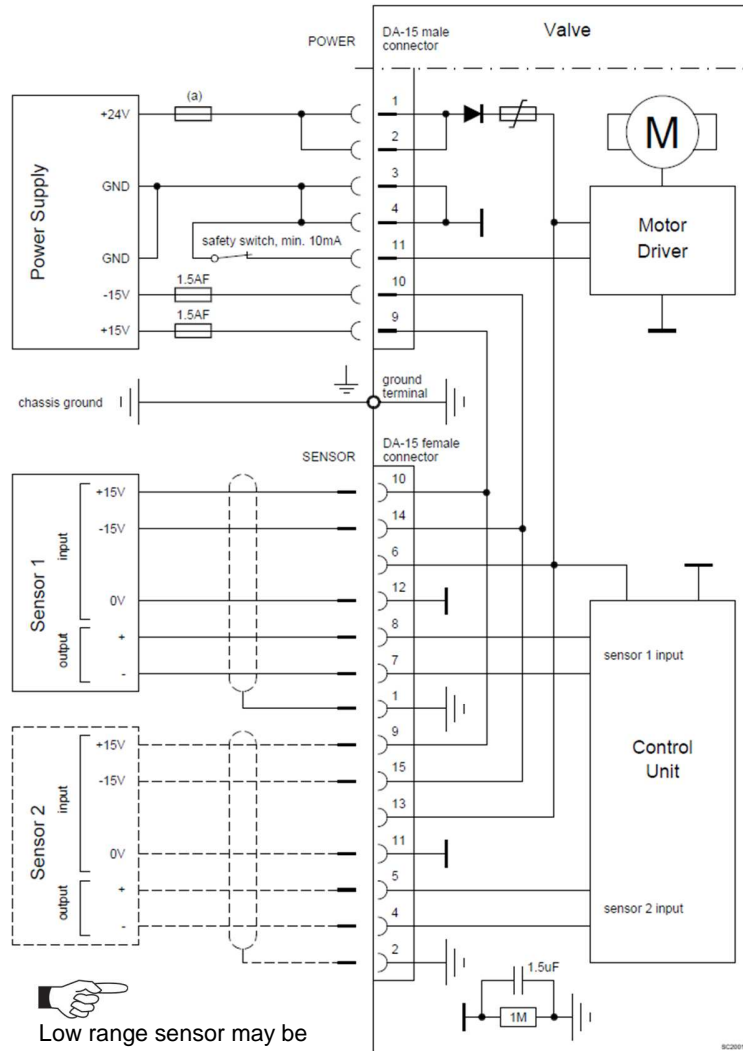 POWER
DA-15 male
connector
Valve
(a)
+24V
1
2
M
GND
3
4
Power Supply
safety switch, min. 10mA
GND
11
Motor
Driver
1.5AF
-15V
10
1.5AF
+15V
9
chassis ground
ground
terminal
SENSOR
DA-15 female
connector
Sensor 1
input
+15V
10
-15V
14
6
0V
12
output
+
8
sensor 1 input
-
7
1
Sensor 2
input
+15V
9
-15V
15
13
Control
Unit
0V
11
output
+
5
sensor 2 input
-
4
2
1.5uF
1M
Low range sensor may be
SC2001